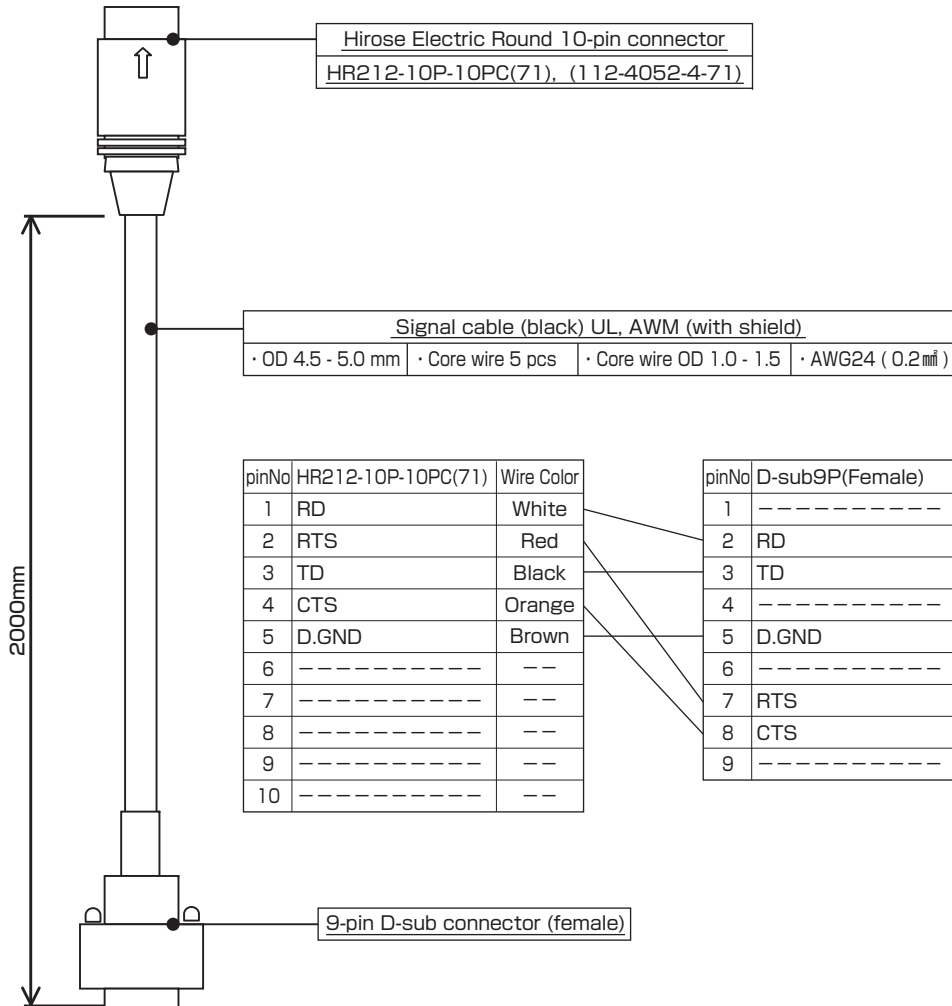 Hirose Electric Round 10-pin connector
HR212-10P-10PC(71), (112-4052-4-71)
2000mm
Signal cable (black) UL, AWM (with shield)
・OD 4.5 - 5.0 mm ・Core wire 5 pcs ・Core wire OD 1.0 - 1.5 ・AWG24 ( 0.2㎟ )
pinNo HR212-10P-10PC(71) Wire Color
1 RD White
2 RTS Red
3 TD Black
4 CTS Orange
5 D.GND Brown
6 ---------- --
7 ---------- --
8 ---------- --
9 ---------- --
10 ---------- --
pinNo D-sub9P(Female)
1 ----------
2 RD
3 TD
4 ----------
5 D.GND
6 ----------
7 RTS
8 CTS
9 ----------
9-pin D-sub connector (female)